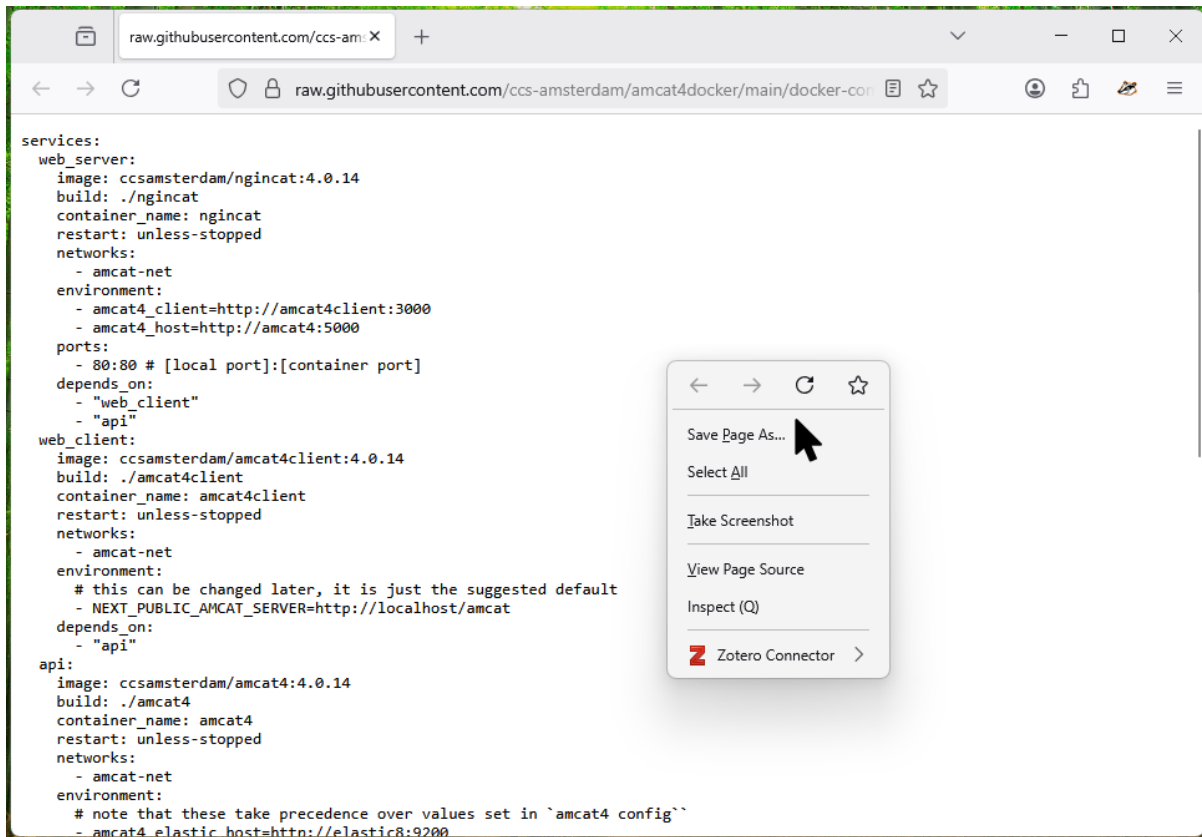 raw.githubusercontent.com/ccs-ams
raw.githubusercontent.com/ccs-amsterdam/amcat4docker/main/docker-con
services:
  web_server:
    image: ccsamsterdam/ngincat:4.0.14
    build: ./ngincat
    container_name: ngincat
    restart: unless-stopped
    networks:
      - amcat-net
    environment:
      - amcat4_client=http://amcat4client:3000
      - amcat4_host=http://amcat4:5000
    ports:
      - 80:80 # [local port]:[container port]
    depends_on:
      - "web_client"
      - "api"
  web_client:
    image: ccsamsterdam/amcat4client:4.0.14
    build: ./amcat4client
    container_name: amcat4client
    restart: unless-stopped
    networks:
      - amcat-net
    environment:
      # this can be changed later, it is just the suggested default
      - NEXT_PUBLIC_AMCAT_SERVER=http://localhost/amcat
    depends_on:
      - "api"
  api:
    image: ccsamsterdam/amcat4:4.0.14
    build: ./amcat4
    container_name: amcat4
    restart: unless-stopped
    networks:
      - amcat-net
    environment:
      # note that these take precedence over values set in `amcat4 config``
      - amcat4_elastic_host=http://elastic8:9200
Save Page As...
Select All
Take Screenshot
View Page Source
Inspect (Q)
Z Zotero Connector